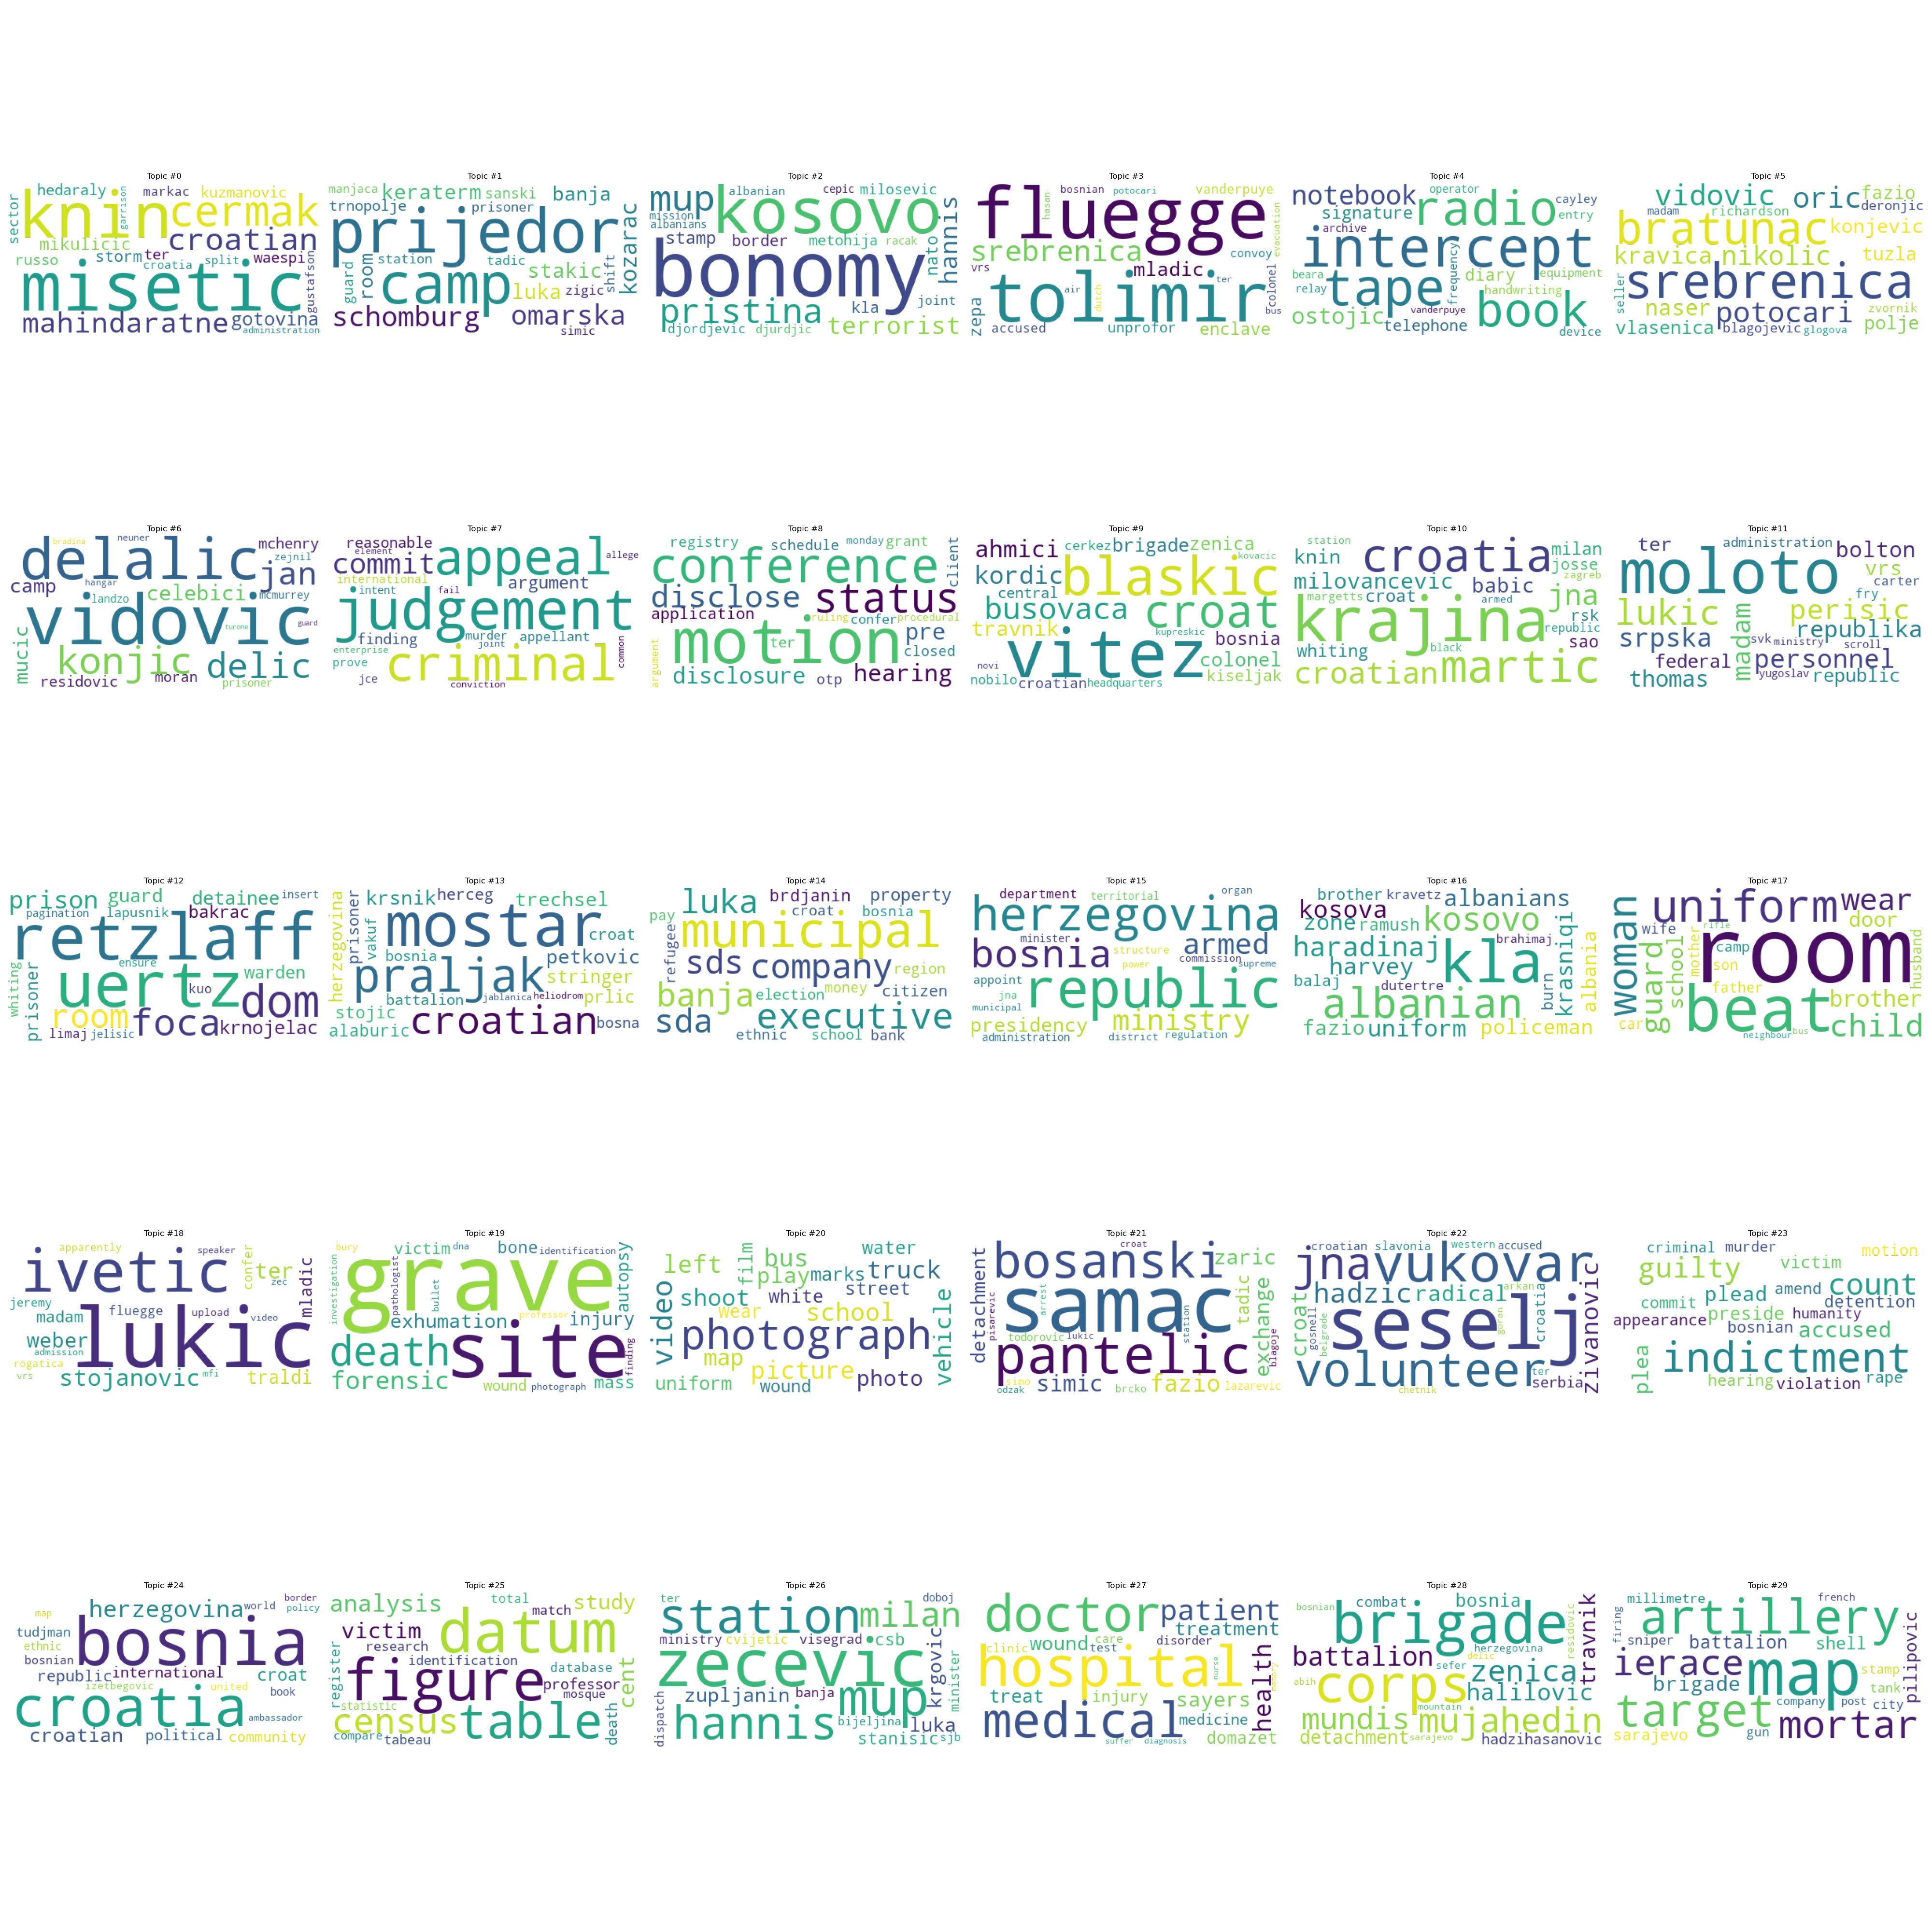 Topic #0
hedaralys markac kuzmanovic
sector knin cermak garrison
mikulicic croatian
russo storm ter croatia split waespi
misetic gustafson
mahindaratne gotovina
administration
Topic #1
manjaca keraterm sanski banja
trnopolje prisoner
prijedor kozarac
guard room station tadic stakic shift
camp luka zigic
schomburg omarska
simic
Topic #2
mup albanian cepic milosevic
mission kosovo hannis
albanians
stamp border metohija racak nato
bonomy
pristina kla joint
djordjevic djurdjic terrorist
Topic #3
bosnian potocari vanderpuye
fluegge hasan evacuation
srebrenica convoy
vrs mladic
zepa tolimir air dutch ter colonel bus
accused unprofor enclave
Topic #4
notebook operator cayley
signature radio entry
archive
intercept
beara tape frequency diary equipment
relay handwriting
ostojic vanderpuye book
telephone device
Topic #5
vidovic oric fazio
madam richardson deronjic
bratunac konjevic
kravica nikolic tuzla
seller srebrenica
naser potocari zvornik
vlasenica blagojevic glogova polje
Topic #6
bradina neuner mchenry
delalic zejnil
camp hangar jan
landzo celebici mcmurrey
vidovic turone guard
mucic konjic delic
residovic moran prisoner
Topic #7
reasonable element
commit appeal allege
international argument
intent fail
judgement
finding murder appellant common
enterprise joint
prove criminal
jce conviction
Topic #8
registry schedule monday grant
conference client
disclose status
application ruling confer procedural
motion ter pre
closed
argument disclosure otp hearing
Topic #9
ahmici cerkez brigade zenica
kordic blaskic kovacic
central
busovaca croat
travnik kupreskic bosnia
vitez colonel
novi
nobilo croatian headquarters kiseljak
Topic #10
station croatia milan
knin josse
milovancevic babic zagreb
margetts croat armed jna
krajina rsk
republic
whiting black sao
croatian martic
Topic #11
ter administration bolton
moloto vrs
carter
lukic madam fry perisic
srpska svk republika
ministry scroll
federal personnel
thomas yugoslav republic
Topic #12
prison guard detainee insert
pagination lapusnik bakrac
retzlaff
ensure
whiting prisoner uertz warden
kuo
room foca dom
limaj jelisic krnojelac
Topic #13
herzegovina prisoner krsnik herceg trechsel
vakuf mostar croat
bosnia petkovic
praljak stringer
battalion jablanica heliodrom prlic
stojic
alaburic croatian bosna
Topic #14
luka brdjanin property
pay croat bosnia
refugee municipal
sds company region
banja election money citizen
sda executive
ethnic school bank
Topic #15
department territorial organ
herzegovina
minister armed
bosnia structure commission
power supreme
appoint republic
jna
municipal
presidency ministry
administration district regulation
Topic #16
brother kravetz albanians
kosova kosovo
zone ramush krasniqi
haradinaj brahimaj
harvey kla albania
balaj dutertre burn
albanian
fazio uniform policeman
Topic #17
uniform wear
woman wife rifle door
guard school mother camp room husband
son
father brother
car beat child
neighbour bus
Topic #18
apparently speaker confer
ivetic ter mladic
zec
jeremy fluegge upload video
madam
weber lukic
admission
rogatica
vrs stojanovic mfi traldi
Topic #19
bury victim dna bone identification
investigation grave autopsy
pathologist bullet
exhumation professor injury
death site
forensic finding
wound photograph mass
Topic #20
left film bus water
play marks truck
video shoot white street vehicle
wear school
photograph
map picture
uniform wound photo
Topic #21
detachment bosanski croat zaric
pisarevic arrest tadic exchange
samac
todorovic lukic station
pantelic blagoje
simo simic fazio
odzak brcko lazarevic
Topic #22
croatian slavonia western accused
jna vukovar
hadzic radical arkan zivanovic
croat gosnell belgrade seselj goran croatia
volunteer ter
serbia
chetnik
Topic #23
criminal murder victim motion
guilty count
plead amend detention
commit preside humanity
appearance bosnian accused
plea indictment
hearing violation rape
Topic #24
map herzegovina world border
policy
tudjman bosnia
ethnic
bosnian
republic international croat
izetbegovic united book
croatia ambassador
croatian political community
Topic #25
analysis total match study
victim datum
research
register identification database
figure professor cent
mosque
statistic
census table death
compare tabeau
Topic #26
ter station milan doboj
ministry cvijetic visegrad csb
zecevic krgovic minister
zupljanin banja mup
dispatch hannis bijeljina luka
stanisic sjb
Topic #27
doctor patient
treatment
clinic wound care test disorder
hospital nurse health
treat injury sayers
medical medicine
suffer diagnosis domazet
Topic #28
bosnian combat bosnia residovic travnik
brigade
battalion herzegovina
sefer delic zenica
abih corps halilovic
mountain
mundis mujahedin
detachment sarajevo hadzihasanovic
Topic #29
millimetre french
firing artillery pilipovic
sniper battalion shell
ierace map stamp
brigade tank
target company post city
sarajevo gun mortar